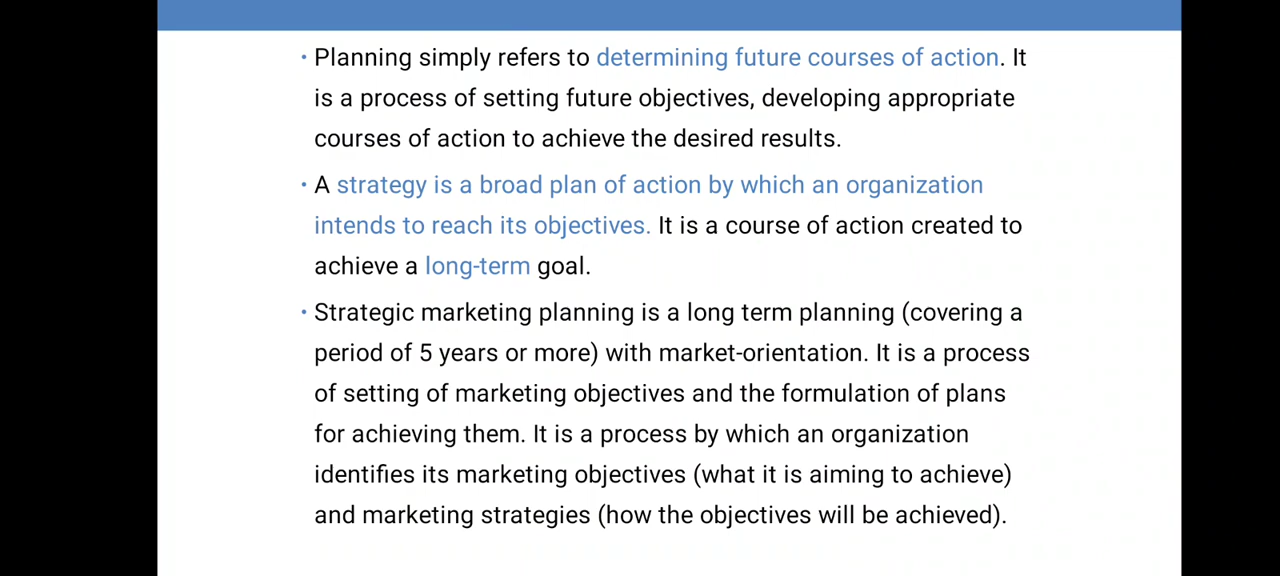 • Planning simply refers to determining future courses of action. It
is a process of setting future objectives, developing appropriate
courses of action to achieve the desired results.
• A strategy is a broad plan of action by which an organization
intends to reach its objectives. It is a course of action created to
achieve a long-term goal.
• Strategic marketing planning is a long term planning (covering a
period of 5 years or more) with market-orientation. It is a process
of setting of marketing objectives and the formulation of plans
for achieving them. It is a process by which an organization
identifies its marketing objectives (what it is aiming to achieve)
and marketing strategies (how the objectives will be achieved).